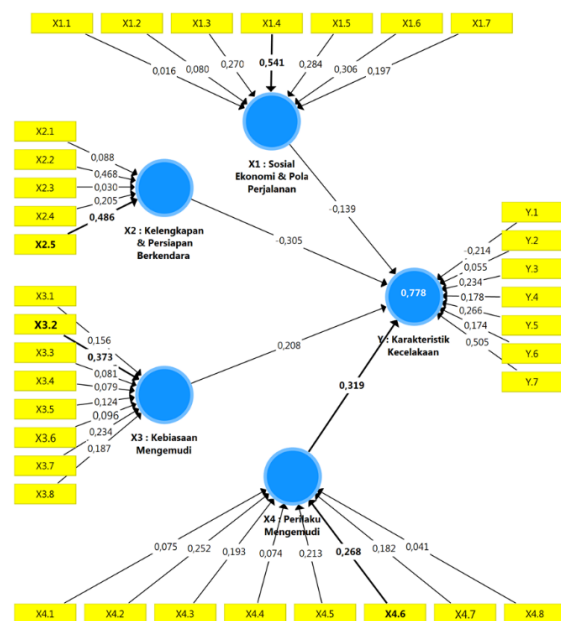 X1.1 X1.2 X1.3 X1.4 X1.5 X1.6 X1.7
0,016 0,080 0,270 0,541 0,284 0,306 0,197
X1 : Sosial
Ekonomi & Pola
Perjalanan
X2.1
X2.2
X2.3
X2.4
X2.5
0,088
0,468
0,030
0,205
0,486
X2 : Kelengkapan
& Persiapan
Berkendara
-0,139
-0,305
0,208
0,319
0,778
Y : Karakteristik
Kecelakaan
-0,214
0,055
0,234
0,178
0,266
0,174
0,505
Y.1
Y.2
Y.3
Y.4
Y.5
Y.6
Y.7
X3.1
X3.2
X3.3
X3.4
X3.5
X3.6
X3.7
X3.8
0,156
0,373
0,081
0,079
0,124
0,096
0,234
0,187
X3 : Kebiasaan
Mengemudi
X4 : Perilaku
Mengemudi
0,075 0,252 0,193 0,074 0,213 0,268 0,182 0,041
X4.1 X4.2 X4.3 X4.4 X4.5 X4.6 X4.7 X4.8